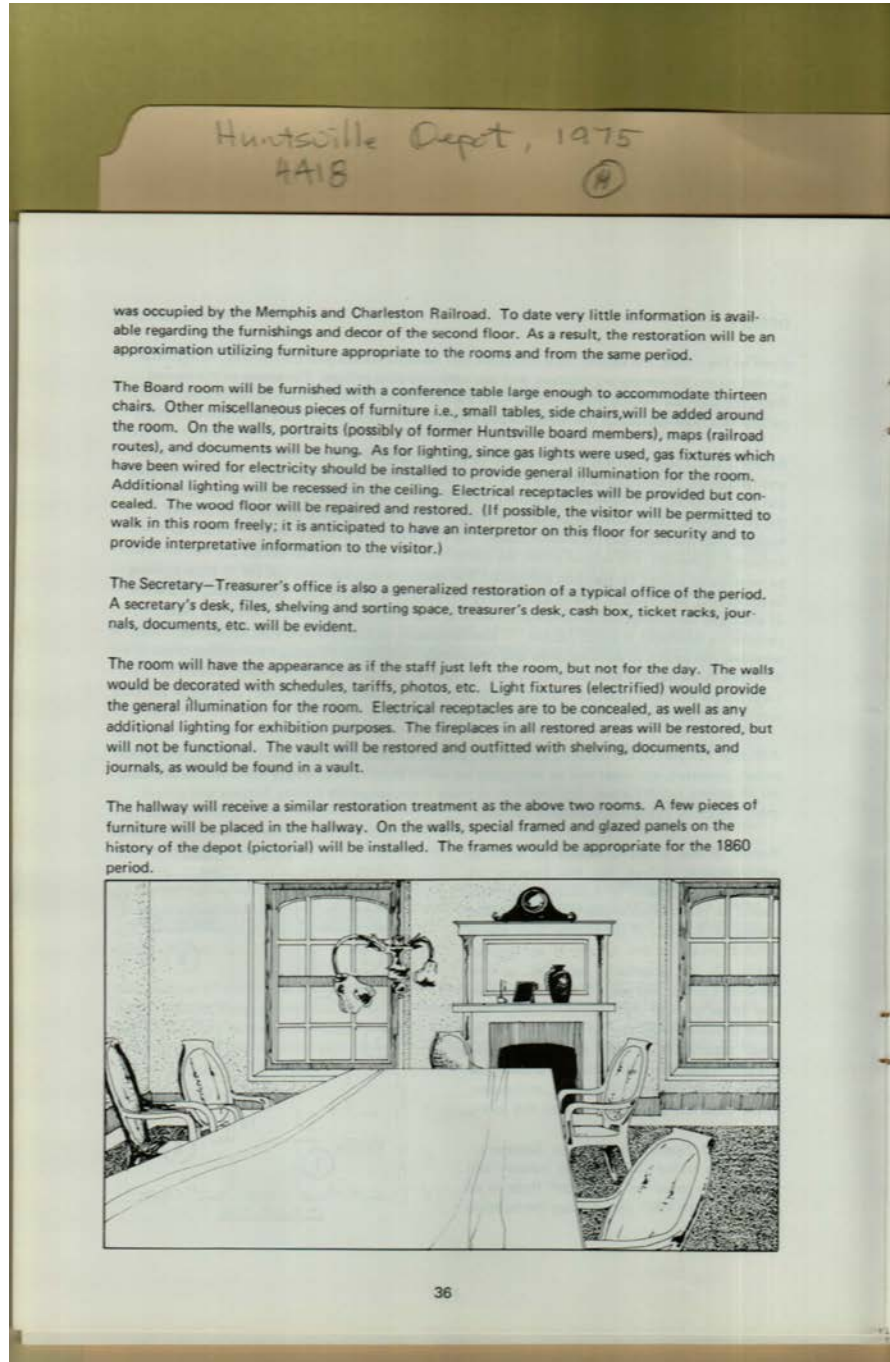 Huntsville Depot, 1975
4A18 H
was occupied by the Memphis and Charleston Railroad. To date very little information is avail-
able regarding the furnishings and decor of the second floor. As a result, the restoration will be an
approximation utilizing furniture appropriate to the rooms and from the same period.
The Board room will be furnished with a conference table large enough to accommodate thirteen
chairs. Other miscellaneous pieces of furniture i.e., small tables, side chairs,will be added around
the room. On the walls, portraits (possibly of former Huntsville board members), maps (railroad
routes), and documents will be hung. As for lighting, since gas lights were used, gas fixtures which
have been wired for electricity should be installed to provide general illumination for the room.
Additional lighting will be recessed in the ceiling. Electrical receptacles will be provided but con-
cealed. The wood floor will be repaired and restored. (If possible, the visitor will be permitted to
walk in this room freely; it is anticipated to have an interpretor on this floor for security and to
provide interpretative information to the visitor.)
The Secretary—Treasurer's office is also a generalized restoration of a typical office of the period.
A secretary's desk, files, shelving and sorting space, treasurer's desk, cash box, ticket racks, jour-
nals, documents, etc. will be evident.
The room will have the appearance as if the staff just left the room, but not for the day. The walls
would be decorated with schedules, tariffs, photos, etc. Light fixtures (electrified) would provide
the general illumination for the room. Electrical receptacles are to be concealed, as well as any
additional lighting for exhibition purposes. The fireplaces in all restored areas will be restored, but
will not be functional. The vault will be restored and outfitted with shelving, documents, and
journals, as would be found in a vault.
The hallway will receive a similar restoration treatment as the above two rooms. A few pieces of
furniture will be placed in the hallway. On the walls, special framed and glazed panels on the
history of the depot (pictorial) will be installed. The frames would be appropriate for the 1860
period.
36